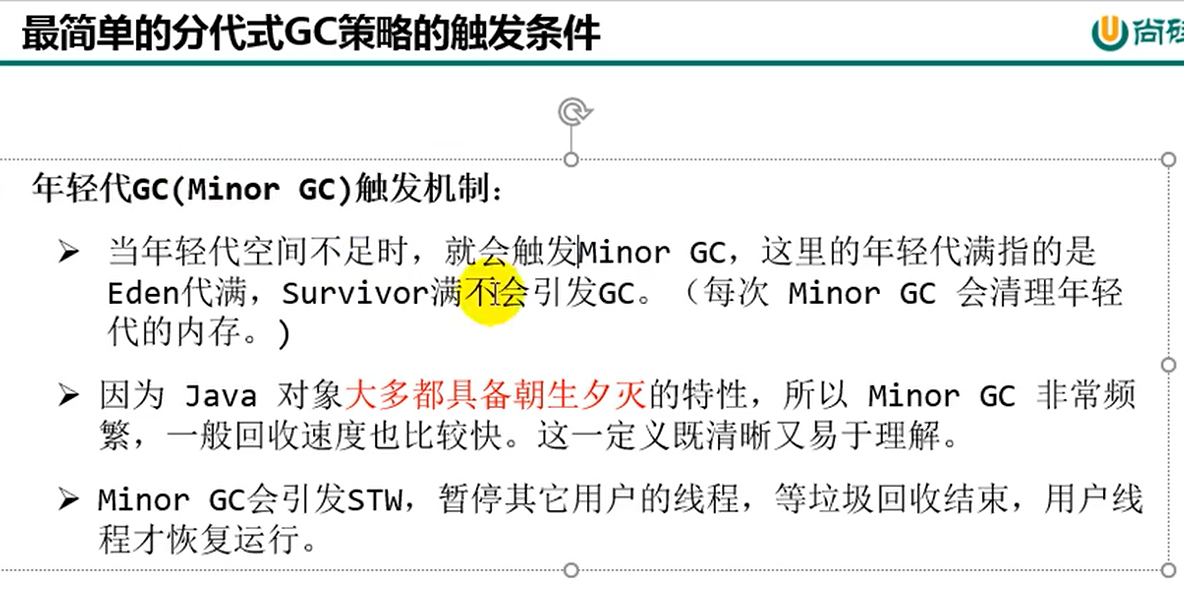 最简单的分代式GC策略的触发条件
尚硅
年轻代GC(Minor GC)触发机制：
➢ 当年轻代空间不足时，就会触发Minor GC，这里的年轻代满指的是
Eden代满，Survivor满不会引发GC。（每次 Minor GC 会清理年轻
代的内存。)
➢ 因为 Java 对象大多都具备朝生夕灭的特性，所以 Minor GC 非常频
繁，一般回收速度也比较快。这一定义既清晰又易于理解。
➢ Minor GC会引发STW，暂停其它用户的线程，等垃圾回收结束，用户线
程才恢复运行。